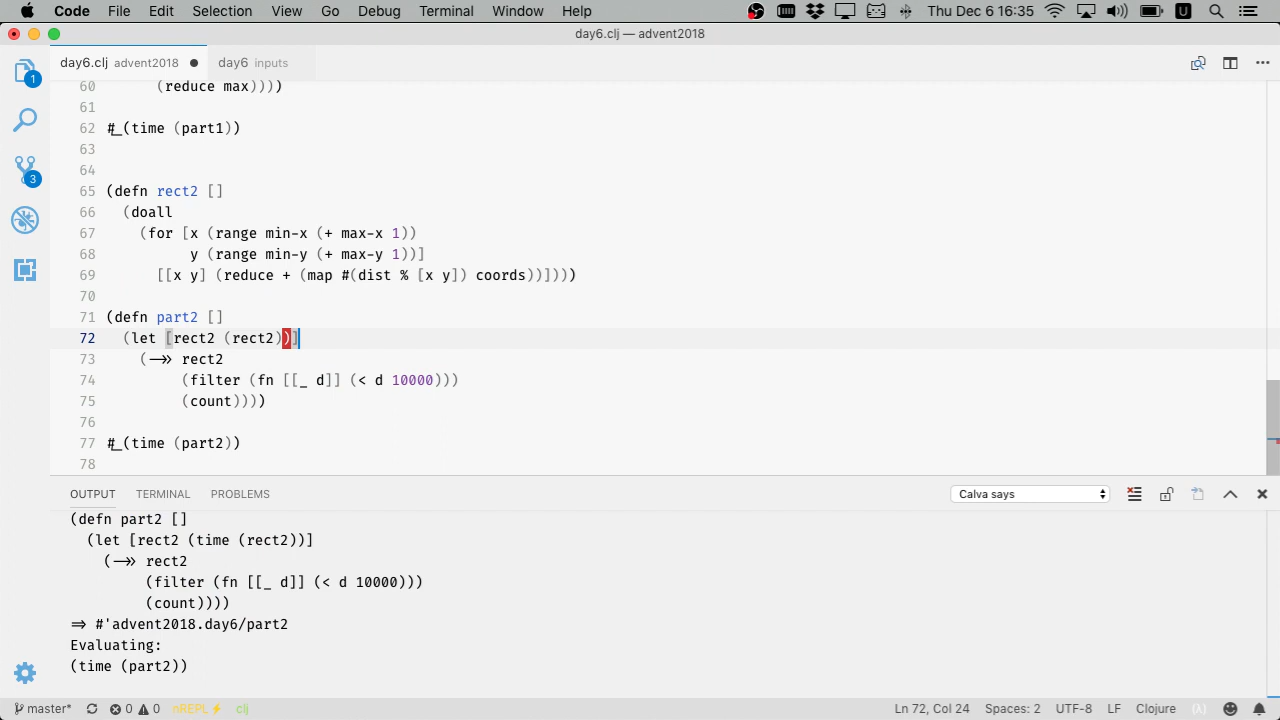 Code File Edit Selection View Go Debug Terminal Window Help Thu Dec 6 16:35 U
day6.clj — advent2018
day6.clj advent2018 day6 inputs
1
3
60 (reduce max))))
61
62 #_(time (part1))
63
64
65 (defn rect2 []
66 (doall
67 (for [x (range min-x (+ max-x 1))
68 y (range min-y (+ max-y 1))]
69 [[x y] (reduce + (map #(dist % [x y]) coords))])))
70
71 (defn part2 []
72 (let [rect2 (rect2))]
73 (->> rect2
74 (filter (fn [[_ d]] (< d 10000)))
75 (count))))
76
77 #_(time (part2))
78
OUTPUT TERMINAL PROBLEMS Calva says
(defn part2 []
(let [rect2 (time (rect2))]
(->> rect2
(filter (fn [[_ d]] (< d 10000)))
(count))))
=> #'advent2018.day6/part2
Evaluating:
(time (part2))
master* 0 0 nREPL⚡ clj Ln 72, Col 24 Spaces: 2 UTF-8 LF Clojure (λ)